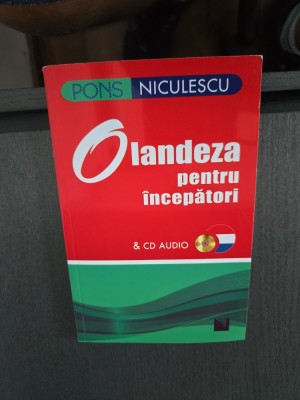 PONS NICULESCU
Olandeza
pentru
începători
& CD AUDIO
N